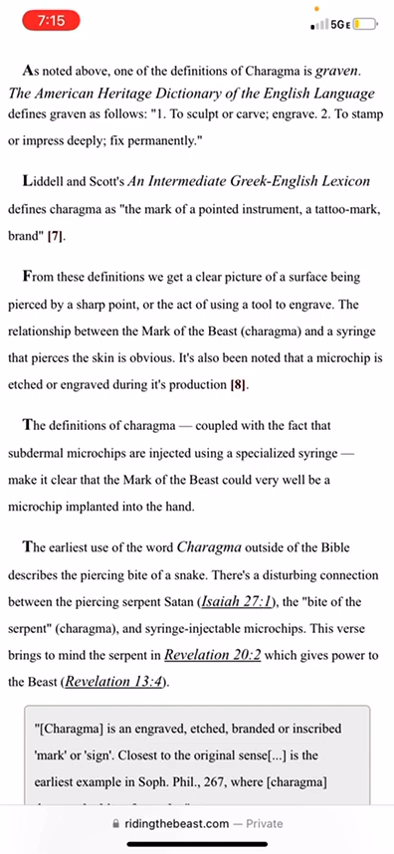 7:15
5GE
As noted above, one of the definitions of Charagma is graven.
The American Heritage Dictionary of the English Language
defines graven as follows: "1. To sculpt or carve; engrave. 2. To stamp
or impress deeply; fix permanently."
Liddell and Scott's An Intermediate Greek-English Lexicon
defines charagma as "the mark of a pointed instrument, a tattoo-mark,
brand" [7].
From these definitions we get a clear picture of a surface being
pierced by a sharp point, or the act of using a tool to engrave. The
relationship between the Mark of the Beast (charagma) and a syringe
that pierces the skin is obvious. It's also been noted that a microchip is
etched or engraved during it's production [8].
The definitions of charagma — coupled with the fact that
subdermal microchips are injected using a specialized syringe —
make it clear that the Mark of the Beast could very well be a
microchip implanted into the hand.
The earliest use of the word Charagma outside of the Bible
describes the piercing bite of a snake. There's a disturbing connection
between the piercing serpent Satan (Isaiah 27:1), the "bite of the
serpent" (charagma), and syringe-injectable microchips. This verse
brings to mind the serpent in Revelation 20:2 which gives power to
the Beast (Revelation 13:4).
"[Charagma] is an engraved, etched, branded or inscribed
'mark' or 'sign'. Closest to the original sense[...] is the
earliest example in Soph. Phil., 267, where [charagma]
ridingthebeast.com — Private